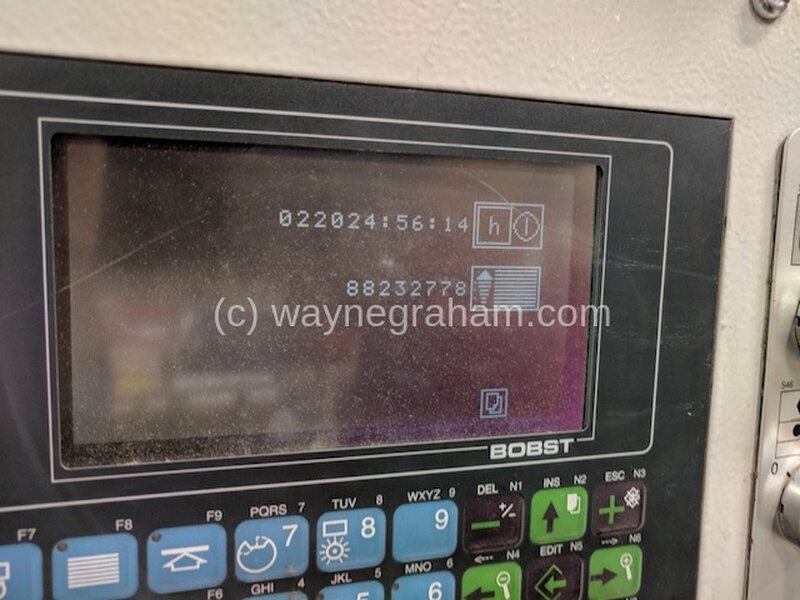 022024:56:14 h
88232778
(c) waynegraham.com
BOBST
F7 F8 F9 PQRS 7 TUV 8 WXYZ 9 DEL N1 INS N2 ESC N3
7 8 9 +/-
F6 GHI 4 JKL 5 MNO 6 N4 EDIT N5 N6
5 6
S46
0